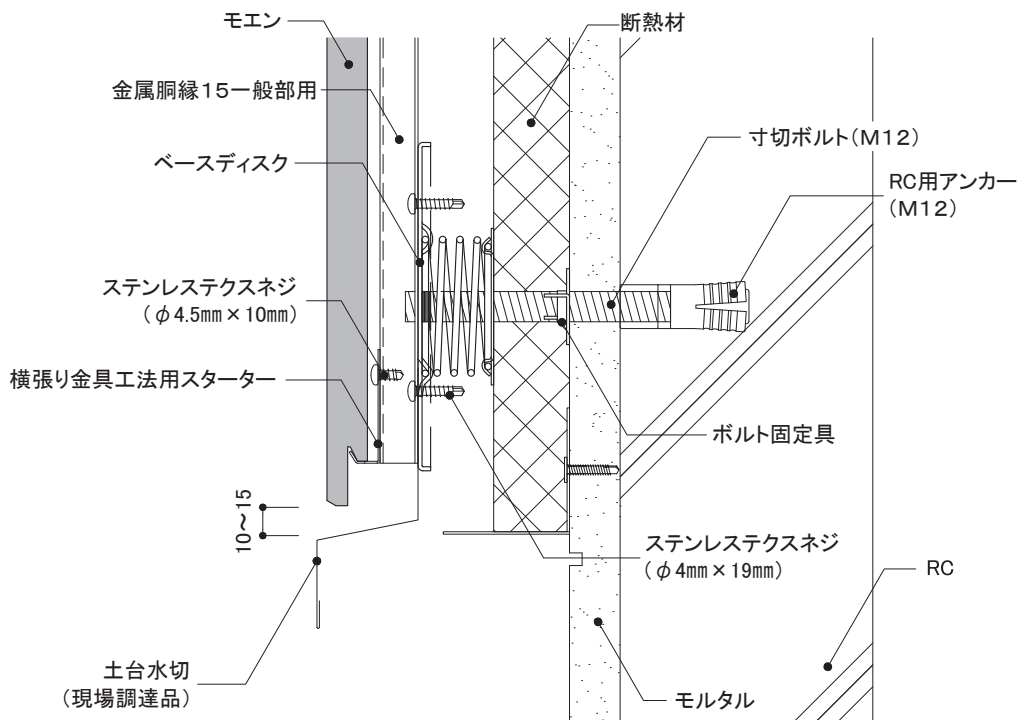 モエン
断熱材
金属胴縁15一般部用
寸切ボルト(M12)
ベースディスク
RC用アンカー
(M12)
ステンレステクスネジ
(φ4.5mm×10mm)
横張り金具工法用スターター
ボルト固定具
10〜15
ステンレステクスネジ
(φ4mm×19mm)
RC
土台水切
(現場調達品)
モルタル